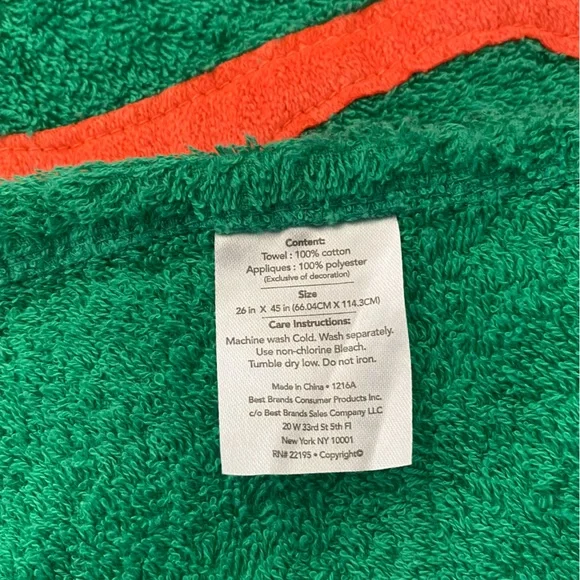 Content:
Towel : 100% cotton
Appliques : 100% polyester
(Exclusive of decoration)
Size
26 in X 45 in (66.04CM X 114.3CM)
Care Instructions:
Machine wash Cold. Wash separately.
Use non-chlorine Bleach.
Tumble dry low. Do not iron.
Made in China • 1216A
Best Brands Consumer Products Inc.
c/o Best Brands Sales Company LLC
20 W 33rd St 5th Fl
New York NY 10001
RN# 22195 • Copyright©